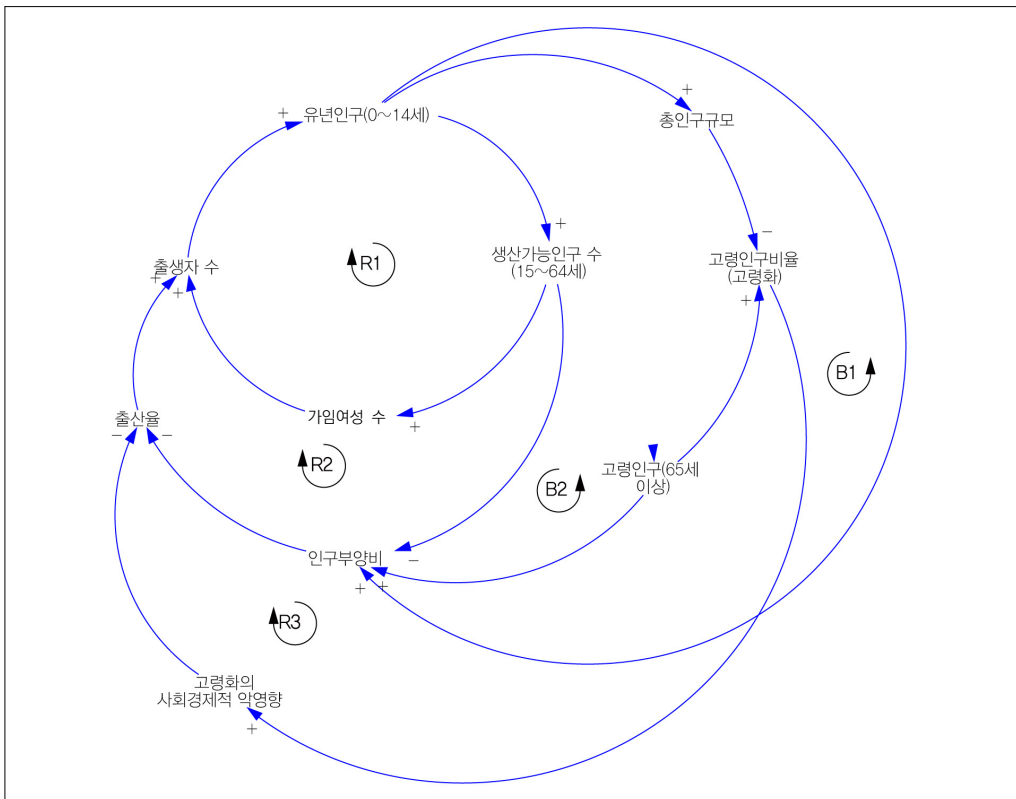 +
유년인구(0~14세)
+
총인구규모
+
생산가능인구 수
(15~64세)
-
고령인구비율
(고령화)
+
출생자 수
+
+
R1
B1
출산율
-
-
가임여성 수
+
R2
고령인구(65세
이상)
B2
인구부양비
-
+
+
R3
고령화의
사회경제적 악영향
+